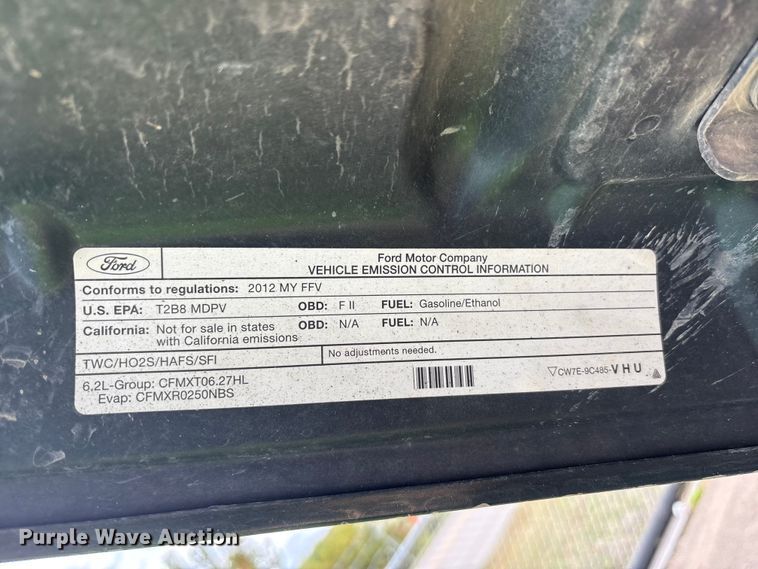 Ford
Ford Motor Company
VEHICLE EMISSION CONTROL INFORMATION
Conforms to regulations: 2012 MY FFV
U.S. EPA: T2B8 MDPV OBD: F II FUEL: Gasoline/Ethanol
California: Not for sale in states with California emissions OBD: N/A FUEL: N/A
TWC/HO2S/HAFS/SFI No adjustments needed.
6.2L-Group: CFMXT06.27HL
Evap: CFMXR0250NBS
CW7E-9C485-VHU
Purple Wave Auction